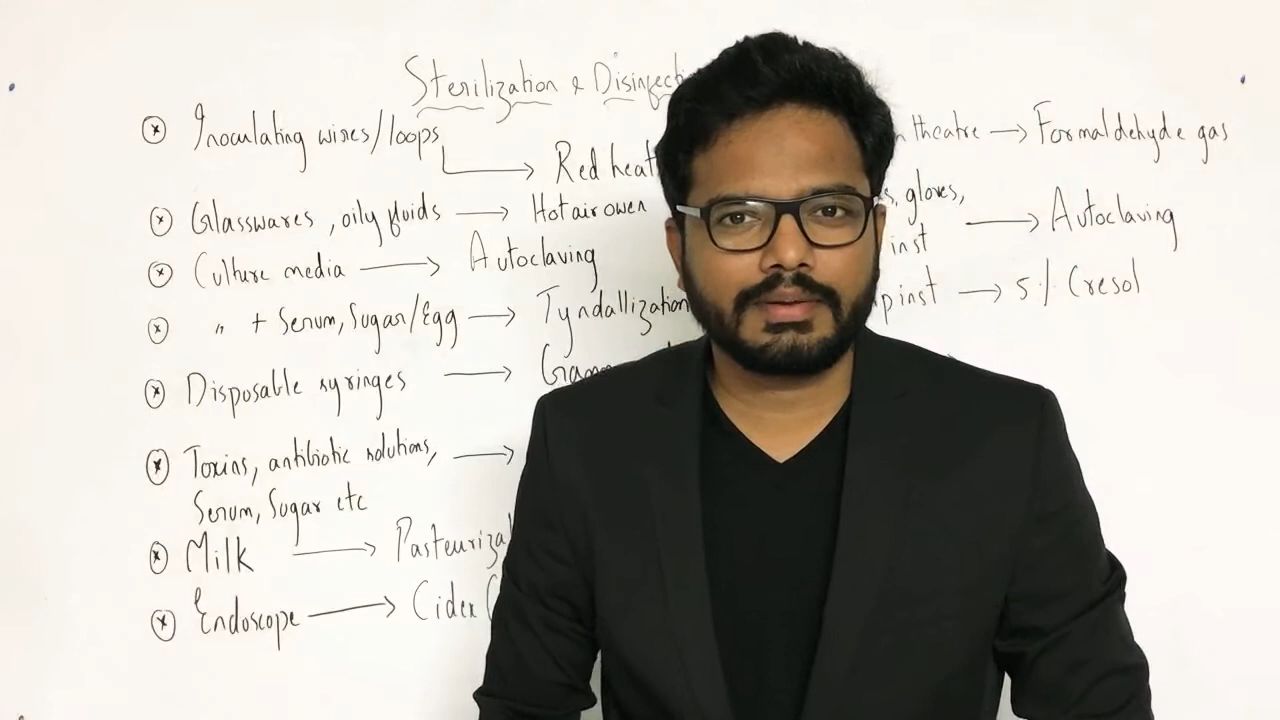 Sterilization &
Inoculating wires/loops
Red heat
Glasswares, oily fluids → Hot air owen
Culture media → Autoclaving
" + Serum, Sugar/Egg → Tyndallization
Disposable syringes →
Toxins, antibiotic solutions, →
Serum, Sugar etc
Milk →
Endoscope → Cidex
theatre → Formaldehyde gas
gloves,
inst → Autoclaving
inst → 5% Cresol